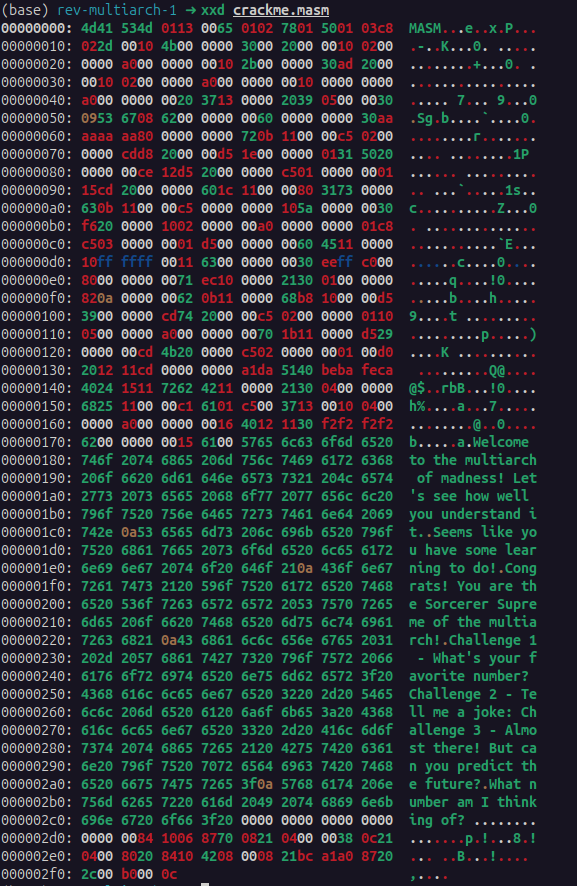 (base) rev-multiarch-1 → xxd crackme.masm
00000000: 4d41 534d 0113 0065 0102 7801 5001 03c8  MASM...e..x.P...
00000010: 022d 0010 4b00 0000 3000 2000 0010 0200  .-..K...0. .....
00000020: 0000 a000 0000 0010 2b00 0000 30ad 2000  ........+...0. .
00000030: 0010 0200 0000 a000 0000 0010 0000 0000  ................
00000040: a000 0000 0020 3713 0000 2039 0500 0030  ..... 7... 9...0
00000050: 0953 6708 6200 0000 0060 0000 0000 30aa  .Sg.b....`....0.
00000060: aaaa aa80 0000 0000 720b 1100 00c5 0200  ........r.......
00000070: 0000 cdd8 2000 00d5 1e00 0000 0131 5020  .... ........1P 
00000080: 0000 00ce 12d5 2000 0000 c501 0000 0001  ...... .........
00000090: 15cd 2000 0000 601c 1100 0080 3173 0000  .. ...`.....1s..
000000a0: 630b 1100 00c5 0000 0000 105a 0000 0030  c..........Z...0
000000b0: f620 0000 1002 0000 00a0 0000 0000 01c8  . ..............
000000c0: c503 0000 0001 d500 0000 0060 4511 0000  ...........`E...
000000d0: 10ff ffff 0011 6300 0000 0030 eeff c000  ......c....0....
000000e0: 8000 0000 0071 ec10 0000 2130 0100 0000  .....q....!0....
000000f0: 820a 0000 0062 0b11 0000 68b8 1000 00d5  .....b....h.....
00000100: 3900 0000 cd74 2000 00c5 0200 0000 0110  9....t .........
00000110: 0500 0000 a000 0000 0070 1b11 0000 d529  .........p.....)
00000120: 0000 00cd 4b20 0000 c502 0000 0001 00d0  ....K ..........
00000130: 2012 11cd 0000 0000 a1da 5140 beba feca   .........Q@....
00000140: 4024 1511 7262 4211 0000 2130 0400 0000  @$..rbB...!0....
00000150: 6825 1100 00c1 6101 c500 3713 0010 0400  h%....a...7.....
00000160: 0000 a000 0000 0016 4012 1130 f2f2 f2f2  ........@..0....
00000170: 6200 0000 0015 6100 5765 6c63 6f6d 6520  b.....a.Welcome 
00000180: 746f 2074 6865 206d 756c 7469 6172 6368  to the multiarch
00000190: 206f 6620 6d61 646e 6573 7321 204c 6574   of madness! Let
000001a0: 2773 2073 6565 2068 6f77 2077 656c 6c20  's see how well 
000001b0: 796f 7520 756e 6465 7273 7461 6e64 2069  you understand i
000001c0: 742e 0a53 6565 6d73 206c 696b 6520 796f  t..Seems like yo
000001d0: 7520 6861 7665 2073 6f6d 6520 6c65 6172  u have some lear
000001e0: 6e69 6e67 2074 6f20 646f 210a 436f 6e67  ning to do!.Cong
000001f0: 7261 7473 2120 596f 7520 6172 6520 7468  rats! You are th
00000200: 6520 536f 7263 6572 6572 2053 7570 7265  e Sorcerer Supre
00000210: 6d65 206f 6620 7468 6520 6d75 6c74 6961  me of the multia
00000220: 7263 6821 0a43 6861 6c6c 656e 6765 2031  rch!.Challenge 1
00000230: 202d 2057 6861 7427 7320 796f 7572 2066   - What's your f
00000240: 6176 6f72 6974 6520 6e75 6d62 6572 3f20  avorite number? 
00000250: 4368 616c 6c65 6e67 6520 3220 2d20 5465  Challenge 2 - Te
00000260: 6c6c 206d 6520 6120 6a6f 6b65 3a20 4368  ll me a joke: Ch
00000270: 616c 6c65 6e67 6520 3320 2d20 416c 6d6f  allenge 3 - Almo
00000280: 7374 2074 6865 7265 2120 4275 7420 6361  st there! But ca
00000290: 6e20 796f 7520 7072 6564 6963 7420 7468  n you predict th
000002a0: 6520 6675 7475 7265 3f0a 5768 6174 206e  e future?.What n
000002b0: 756d 6265 7220 616d 2049 2074 6869 6e6b  umber am I think
000002c0: 696e 6720 6f66 3f20 0000 0000 0000 0000  ing of? ........
000002d0: 0000 0084 1006 8770 0821 0400 0038 0c21  .......p.!...8.!
000002e0: 0400 8020 8410 4208 0008 21bc a1a0 8720  ... ..B...!.... 
000002f0: 2c00 b000 0c  ,....